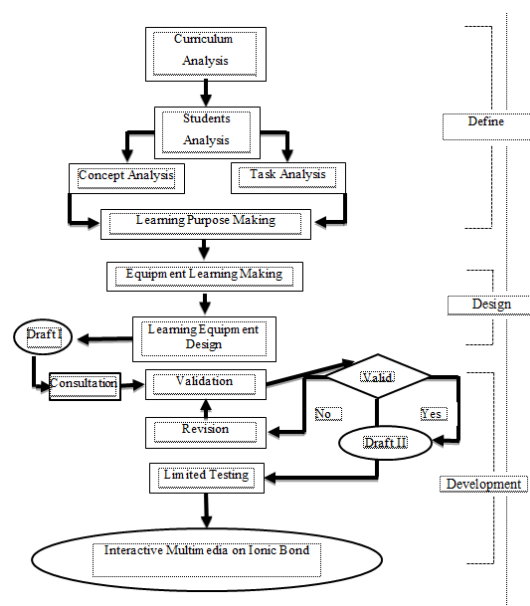 Curriculum
Analysis
Students
Analysis
Define
Concept Analysis
Task Analysis
Learning Purpose Making
Equipment Learning Making
Design
Learning Equipment
Design
Draft I
Consultation
Validation
Valid
No
Yes
Revision
Draft II
Limited Testing
Development
Interactive Multimedia on Ionic Bond